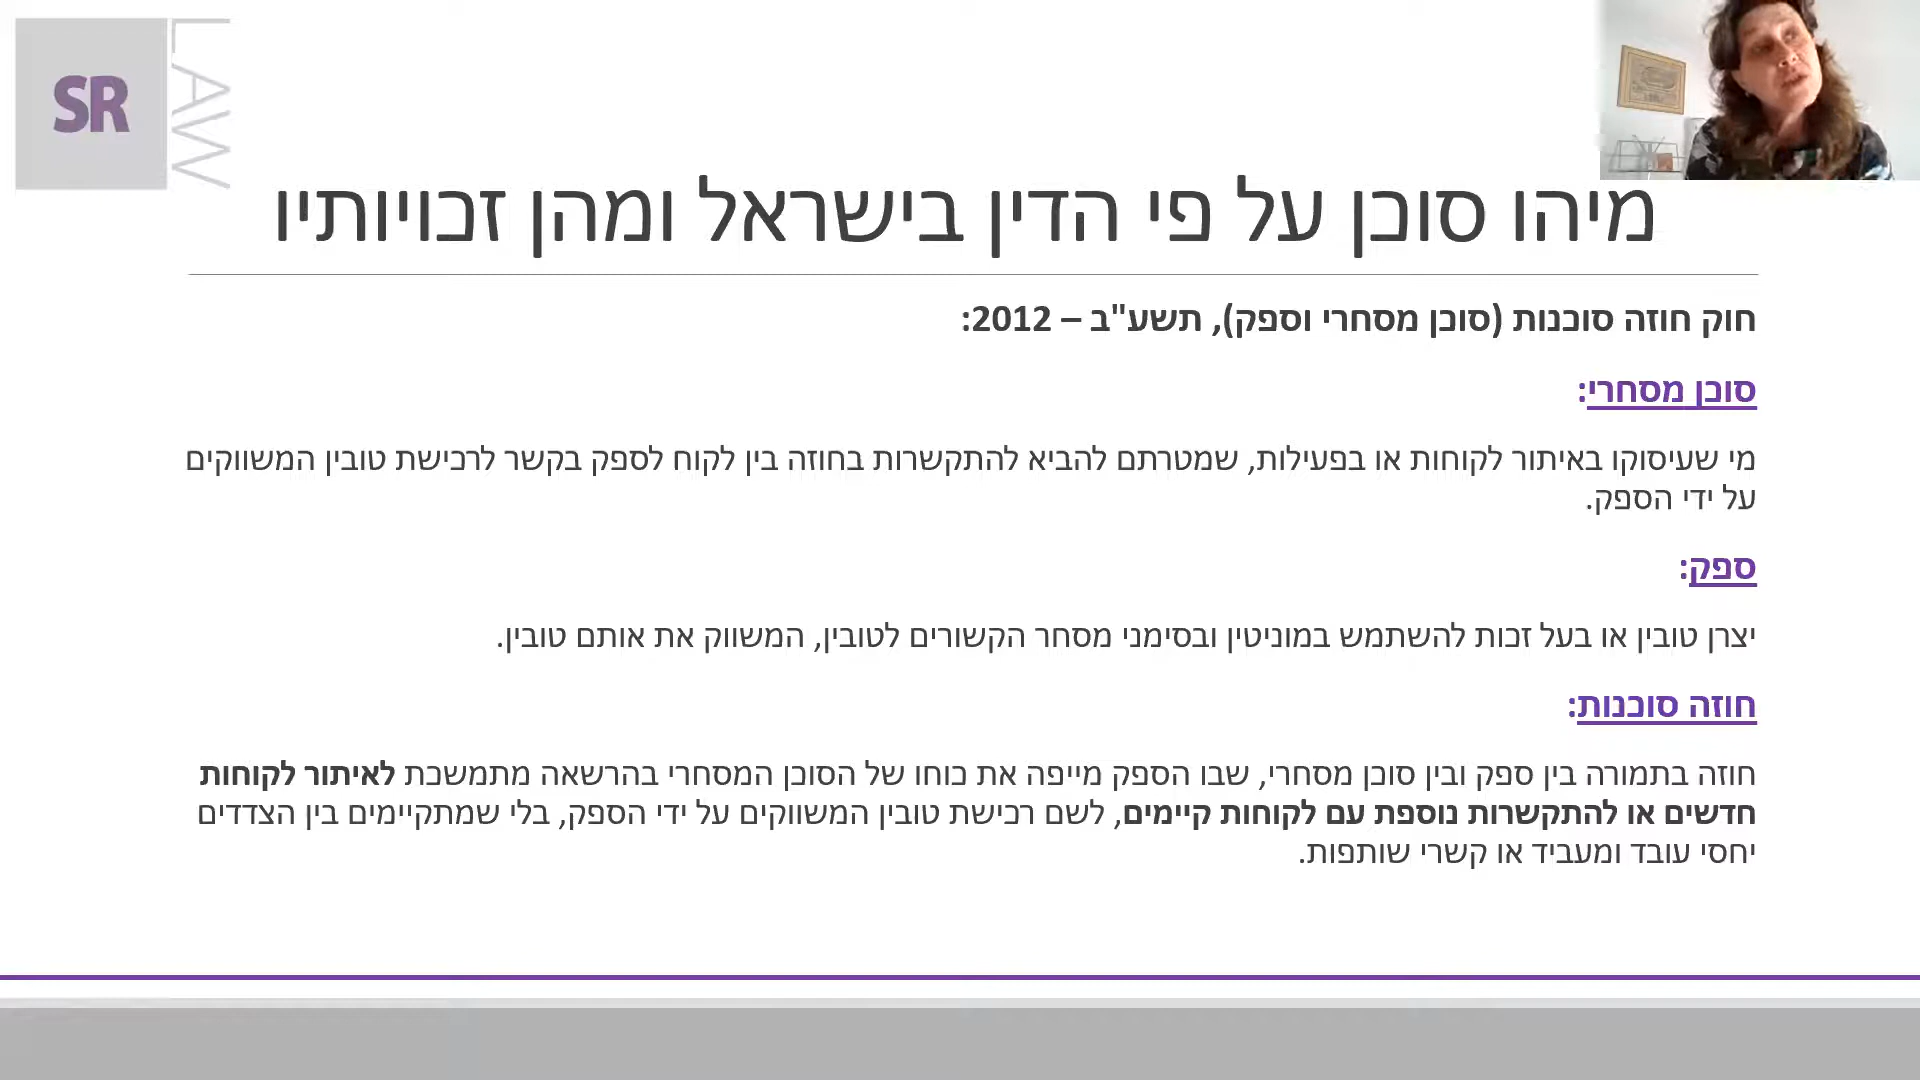 SR
LAW
מיהו סוכן על פי הדין בישראל ומהן זכויותיו
חוק חוזה סוכנות (סוכן מסחרי וספק), תשע"ב – 2012:
סוכן מסחרי:
מי שעיסוקו באיתור לקוחות או בפעילות, שמטרתם להביא להתקשרות בחוזה בין לקוח לספק בקשר לרכישת טובין המשווקים
על ידי הספק.
ספק:
יצרן טובין או בעל זכות להשתמש במוניטין ובסימני מסחר הקשורים לטובין, המשווק את אותם טובין.
חוזה סוכנות:
חוזה בתמורה בין ספק ובין סוכן מסחרי, שבו הספק מייפה את כוחו של הסוכן המסחרי בהרשאה מתמשכת לאיתור לקוחות
חדשים או להתקשרות נוספת עם לקוחות קיימים, לשם רכישת טובין המשווקים על ידי הספק, בלי שמתקיימים בין הצדדים
יחסי עובד ומעביד או קשרי שותפות.